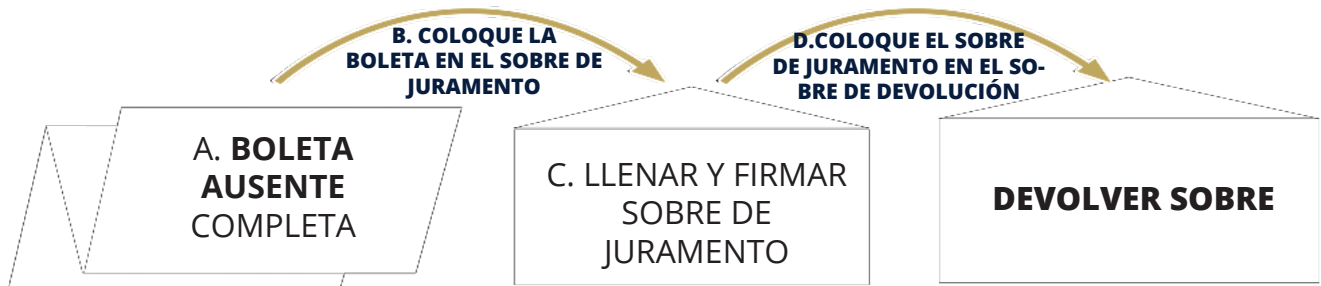 A. BOLETA
AUSENTE
COMPLETA
B. COLOQUE LA
BOLETA EN EL SOBRE DE
JURAMENTO
C. LLENAR Y FIRMAR
SOBRE DE
JURAMENTO
D.COLOQUE EL SOBRE
DE JURAMENTO EN EL SO-
BRE DE DEVOLUCIÓN
DEVOLVER SOBRE